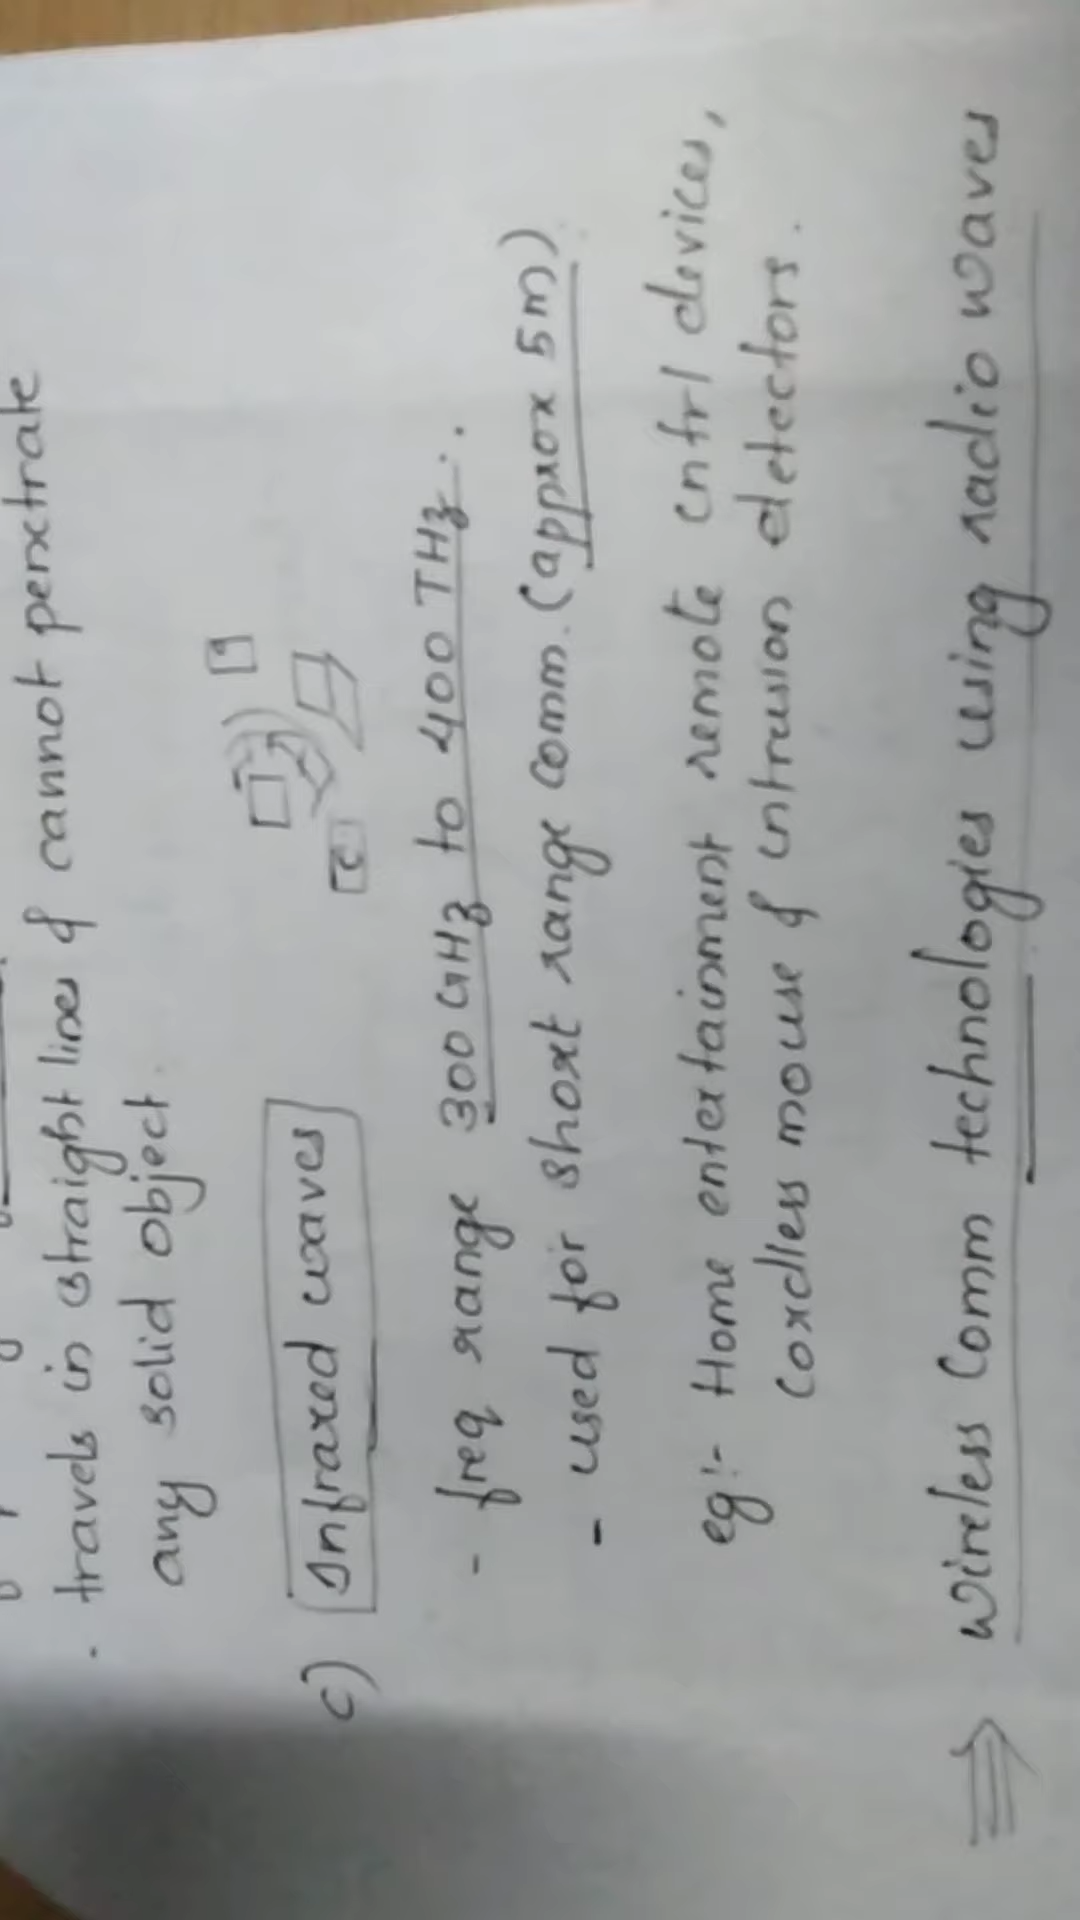 - travels in straight lines & cannot penxtrate
any solid object.
c) Infrared waves
- freq range 300 GHz to 400 THz.
- used for short range comm. (approx 5m)
eg:- Home entertainment remote cntrl devices,
Cordless mouse & intrusion detectors.
⇒ Wireless Comm technologies using radio waves